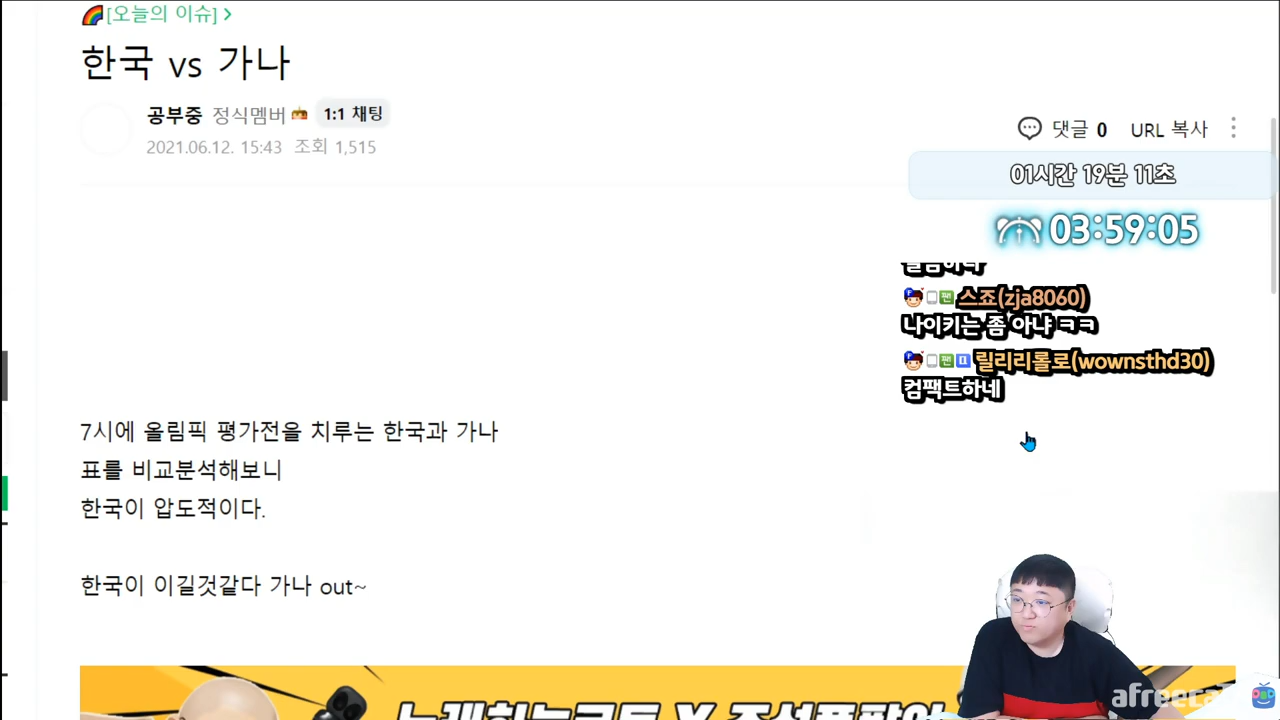 [오늘의 이슈] >
한국 vs 가나
공부중 정식멤버 1:1 채팅
2021.06.12. 15:43 조회 1,515
댓글 0 URL 복사
01시간 19분 11초
03:59:05
스죠(zja8060)
나이키는 좀 아냐 ㅋㅋ
릴리리롤로(wownsthd30)
컴팩트하네
7시에 올림픽 평가전을 치루는 한국과 가나
표를 비교분석해보니
한국이 압도적이다.
한국이 이길것같다 가나 out~
afreeca